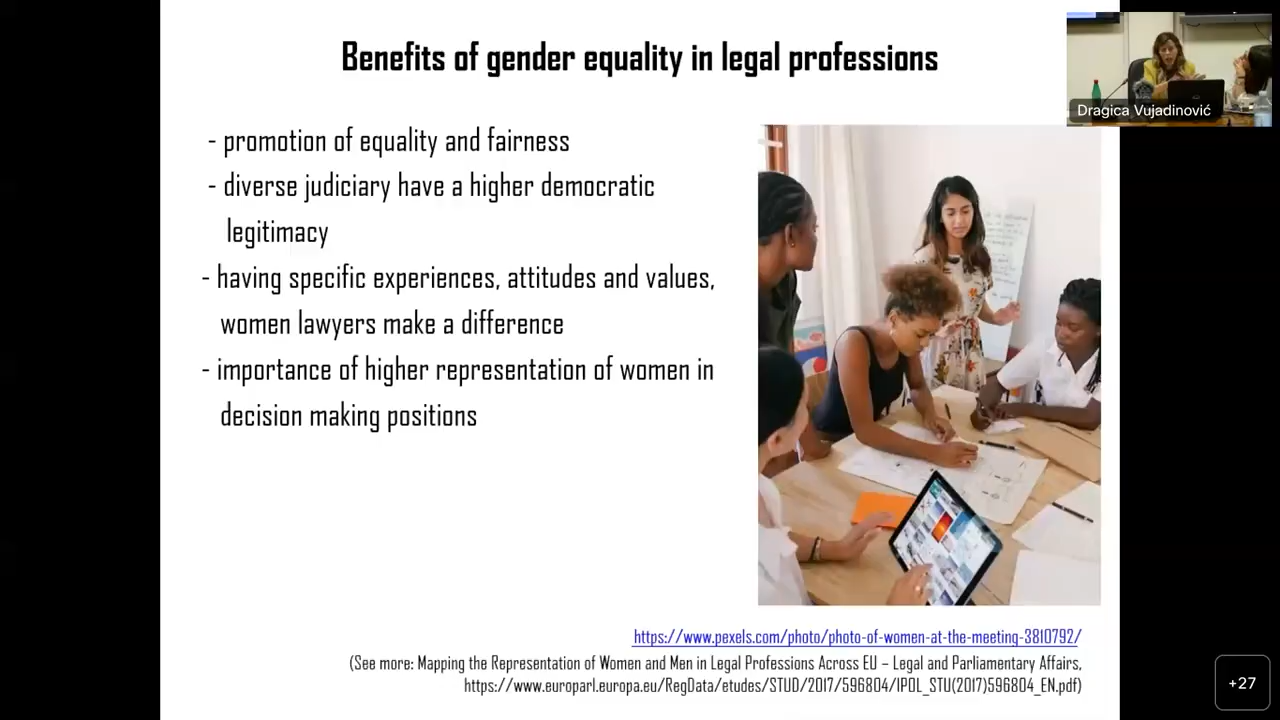 Benefits of gender equality in legal professions
Dragica Vujadinović
- promotion of equality and fairness
- diverse judiciary have a higher democratic
legitimacy
- having specific experiences, attitudes and values,
women lawyers make a difference
- importance of higher representation of women in
decision making positions
https://www.pexels.com/photo/photo-of-women-at-the-meeting-3810792/
(See more: Mapping the Representation of Women and Men in Legal Professions Across EU – Legal and Parliamentary Affairs,
https://www.europarl.europa.eu/RegData/etudes/STUD/2017/596804/IPOL_STU(2017)596804_EN.pdf)
+27